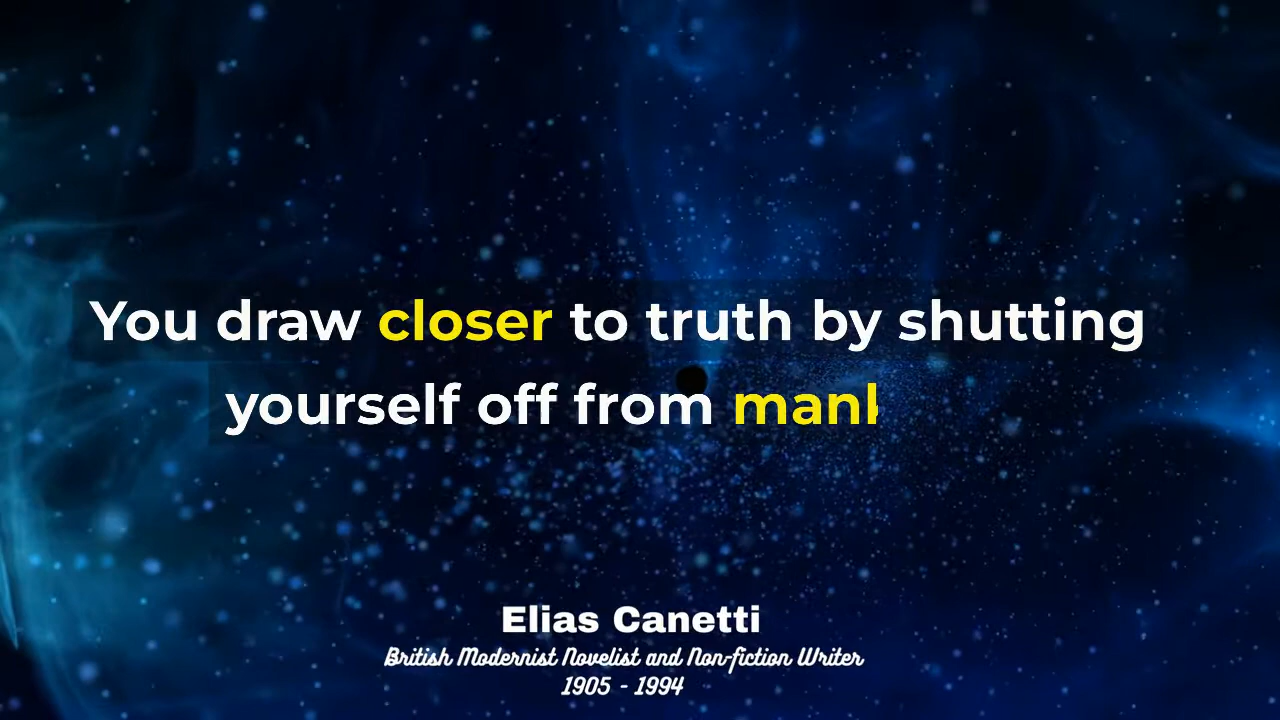 You draw closer to truth by shutting
yourself off from
Elias Canetti
British Modernist Novelist and Non-fiction Writer
1905 - 1994